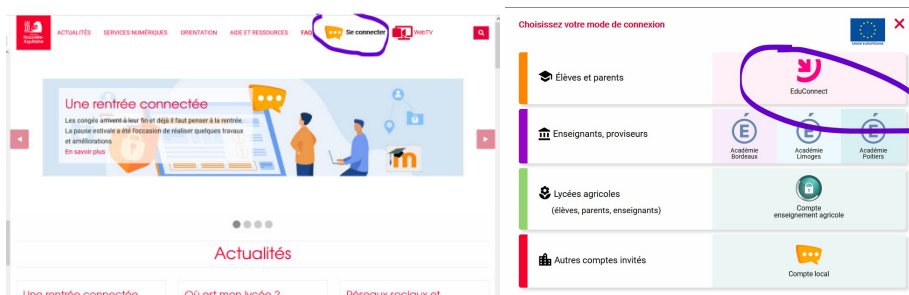 Nouvelle-
Aquitaine
ACTUALITÉS SERVICES NUMÉRIQUES ORIENTATION AIDE ET RESSOURCES FAQ Se connecter WebTV
Une rentrée connectée
Les congés arrivent à leur fin et déjà il faut penser à la rentrée.
La pause estivale a été l'occasion de réaliser quelques travaux
et améliorations
En savoir plus
Actualités
Une rentrée connectée Où est mon lycée ? Réseaux sociaux et
Choisissez votre mode de connexion
UNION EUROPÉENNE
Élèves et parents
EduConnect
Enseignants, proviseurs
Académie
Bordeaux
Académie
Limoges
Académie
Poitiers
Lycées agricoles
(élèves, parents, enseignants)
Compte
enseignement agricole
Autres comptes invités
Compte local